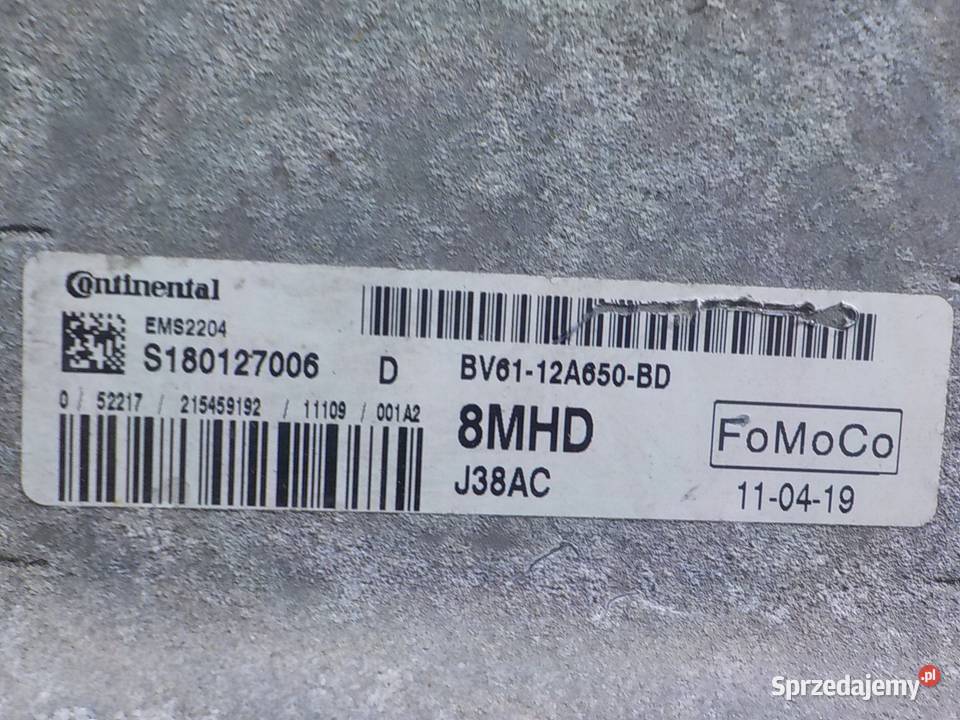 Continental
EMS2204
S180127006 D BV61-12A650-BD
0 / 52217 / 215459192 / 11109 / 001A2
8MHD
FoMoCo
J38AC
11-04-19
Sprzedajemy.pl